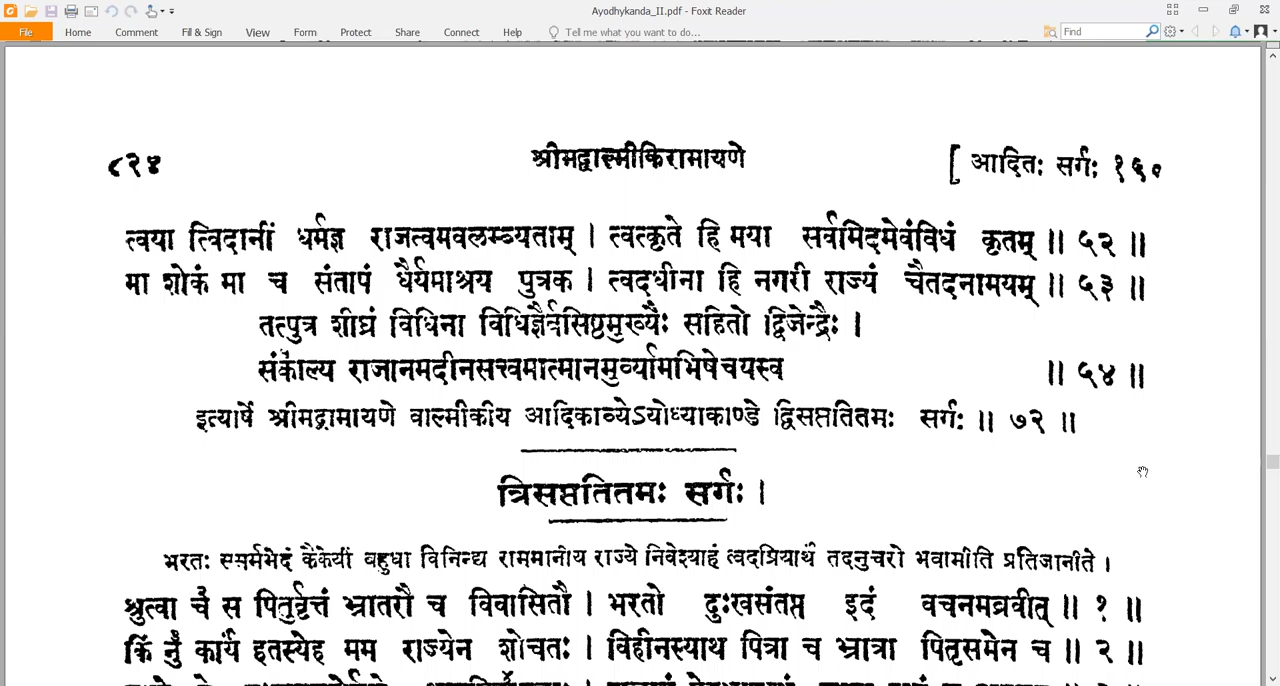 Ayodhykanda_II.pdf - Foxit Reader
File Home Comment Fill & Sign View Form Protect Share Connect Help Tell me what you want to do... Find
८२४ श्रीमद्वाल्मीकिरामायणे [ आदितः सर्गः १६०
त्वया त्विदानीं धर्मज्ञ राजत्वमवलम्ब्यताम् । त्वत्कृते हि मया सर्वमिदमेवंविधं कृतम् ॥ ५२ ॥
मा शोकं मा च संतापं धैर्यमाश्रय पुत्रक । त्वदधीना हि नगरी राज्यं चैतदनामयम् ॥ ५३ ॥
तत्पुत्र शीघ्रं विधिना विधिज्ञैर्वसिष्ठमुख्यैः सहितो द्विजेन्द्रैः ।
संकाल्य राजानमदीनसत्त्वमात्मानमुर्व्यामभिषेचयस्व ॥ ५४ ॥
इत्यार्षे श्रीमद्रामायणे वाल्मीकीय आदिकाव्येऽयोध्याकाण्डे द्विसप्ततितमः सर्गः ॥ ७२ ॥
त्रिसप्ततितमः सर्गः ।
भरतः समर्मभेदं कैकेयीं बहुधा विनिन्द्य राममानीय राज्ये निवेश्याहं त्वदप्रियार्थं तदनुचरो भवामीति प्रतिजानीते ।
श्रुत्वा च स पितुर्वृत्तं भ्रातरौ च विवासितौ । भरतो दुःखसंतप्त इदं वचनमब्रवीत् ॥ १ ॥
किं नु कार्यं हतस्येह मम राज्येन शोचतः । विहीनस्याथ पित्रा च भ्रात्रा पितृसमेन च ॥ २ ॥